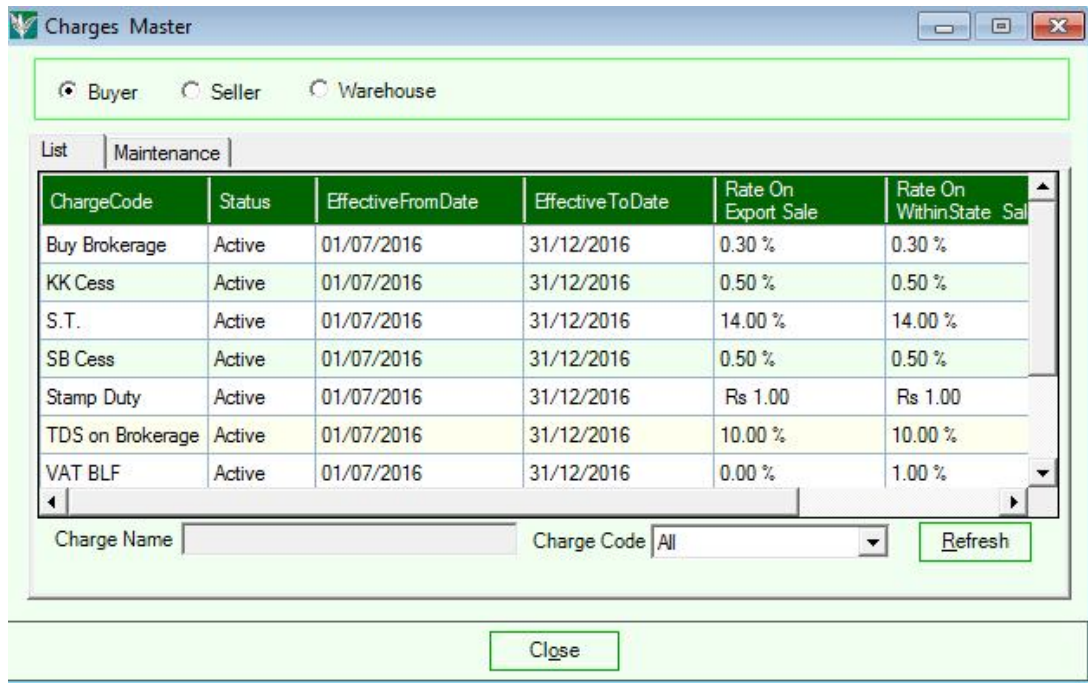 Charges Master
Buyer Seller Warehouse
List Maintenance
ChargeCode Status EffectiveFromDate EffectiveToDate Rate On Export Sale Rate On WithinState Sal
Buy Brokerage Active 01/07/2016 31/12/2016 0.30 % 0.30 %
KK Cess Active 01/07/2016 31/12/2016 0.50 % 0.50 %
S.T. Active 01/07/2016 31/12/2016 14.00 % 14.00 %
SB Cess Active 01/07/2016 31/12/2016 0.50 % 0.50 %
Stamp Duty Active 01/07/2016 31/12/2016 Rs 1.00 Rs 1.00
TDS on Brokerage Active 01/07/2016 31/12/2016 10.00 % 10.00 %
VAT BLF Active 01/07/2016 31/12/2016 0.00 % 1.00 %
Charge Name Charge Code All Refresh
Close